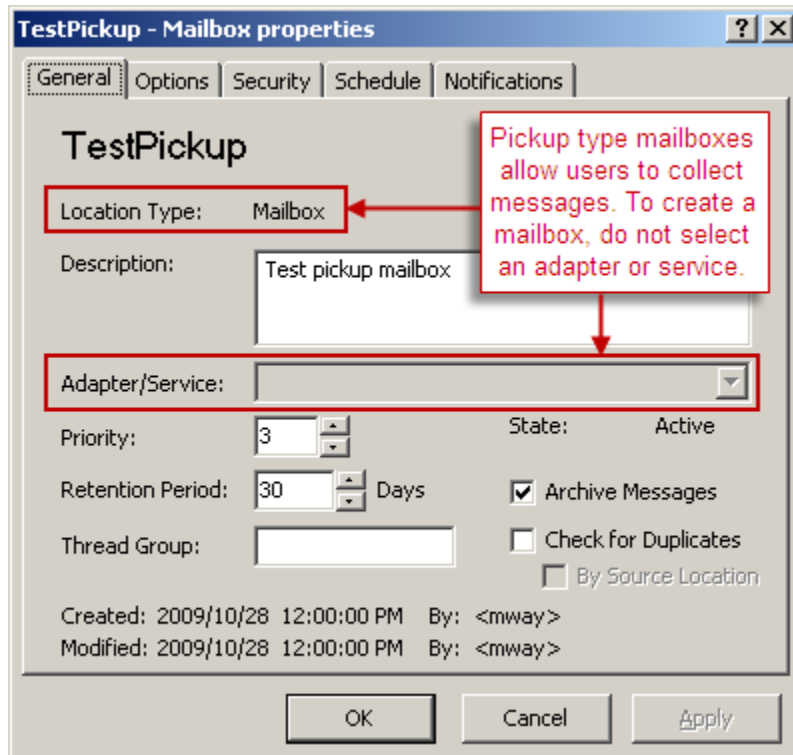 TestPickup - Mailbox properties
General Options Security Schedule Notifications
TestPickup
Pickup type mailboxes
allow users to collect
messages. To create a
mailbox, do not select
an adapter or service.
Location Type: Mailbox
Description: Test pickup mailbox
Adapter/Service:
Priority: 3 State: Active
Retention Period: 30 Days Archive Messages
Thread Group: Check for Duplicates
By Source Location
Created: 2009/10/28 12:00:00 PM By: <mway>
Modified: 2009/10/28 12:00:00 PM By: <mway>
OK Cancel Apply